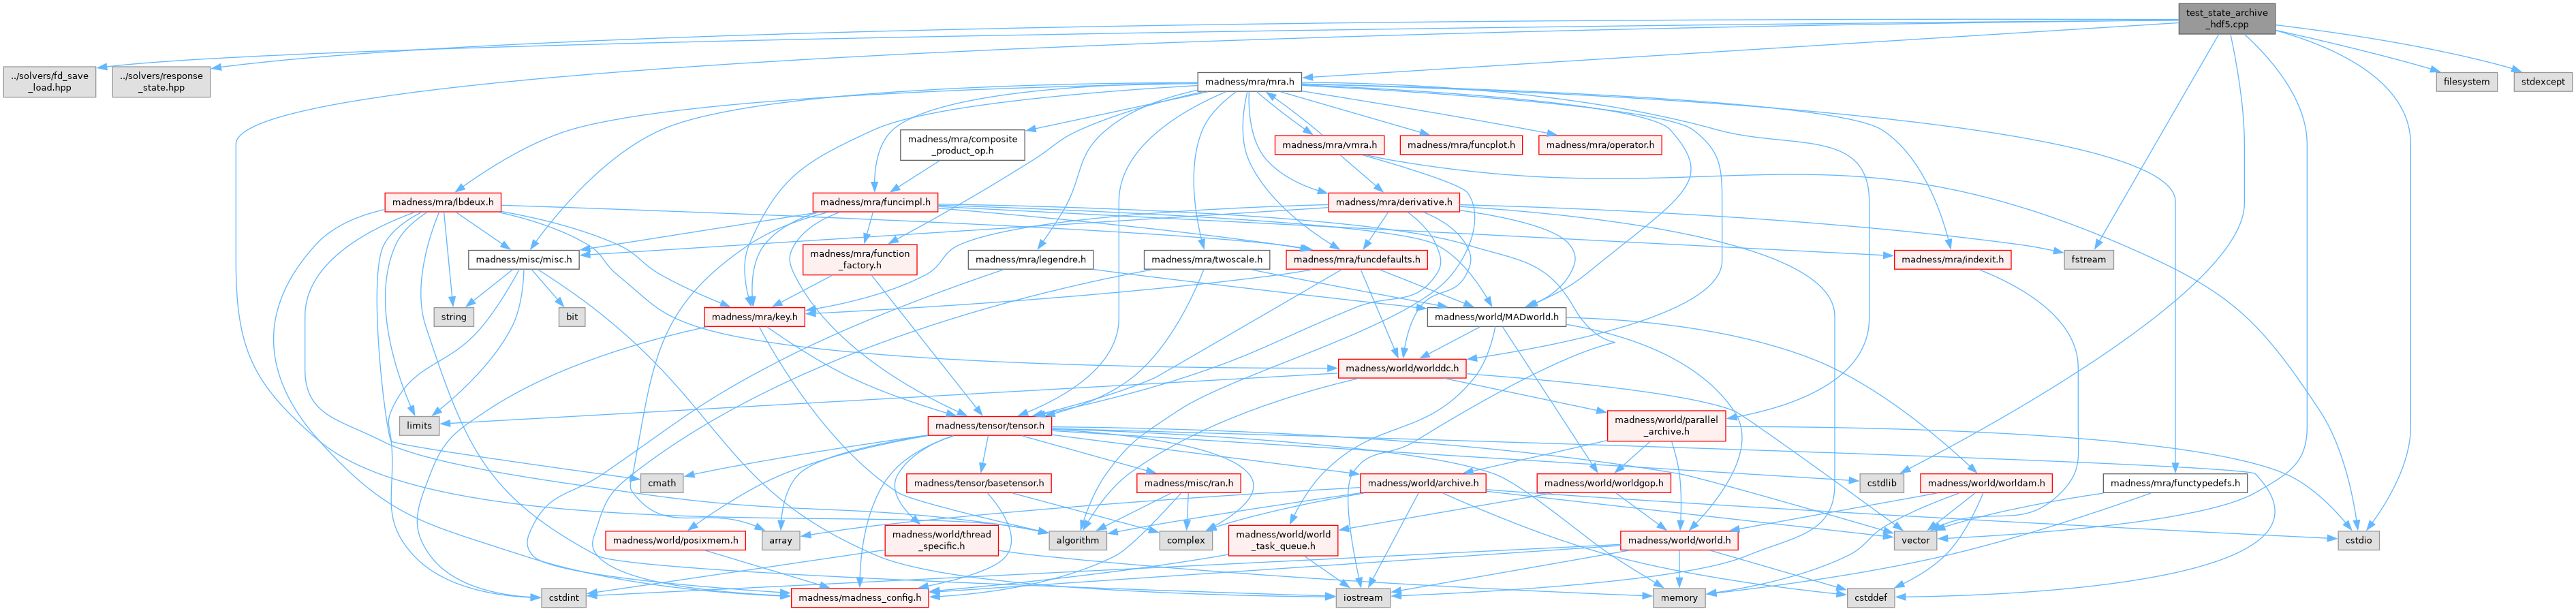 test_state_archive
_hdf5.cpp
../solvers/fd_save
_load.hpp
../solvers/response
_state.hpp
madness/mra/mra.h
filesystem
stdexcept
madness/mra/composite
_product_op.h
madness/mra/vmra.h
madness/mra/funcplot.h
madness/mra/operator.h
madness/mra/lbdeux.h
madness/mra/funcimpl.h
madness/mra/derivative.h
madness/misc/misc.h
madness/mra/function
_factory.h
madness/mra/legendre.h
madness/mra/twoscale.h
madness/mra/funcdefaults.h
madness/mra/indexit.h
fstream
string
bit
madness/mra/key.h
madness/world/MADworld.h
madness/world/worlddc.h
limits
madness/tensor/tensor.h
madness/world/parallel
_archive.h
cmath
madness/tensor/basetensor.h
madness/misc/ran.h
madness/world/archive.h
madness/world/worldgop.h
cstdlib
madness/world/worldam.h
madness/mra/functypedefs.h
madness/world/posixmem.h
array
madness/world/thread
_specific.h
algorithm
complex
madness/world/world
_task_queue.h
madness/world/world.h
vector
cstdio
cstdint
madness/madness_config.h
iostream
memory
cstddef